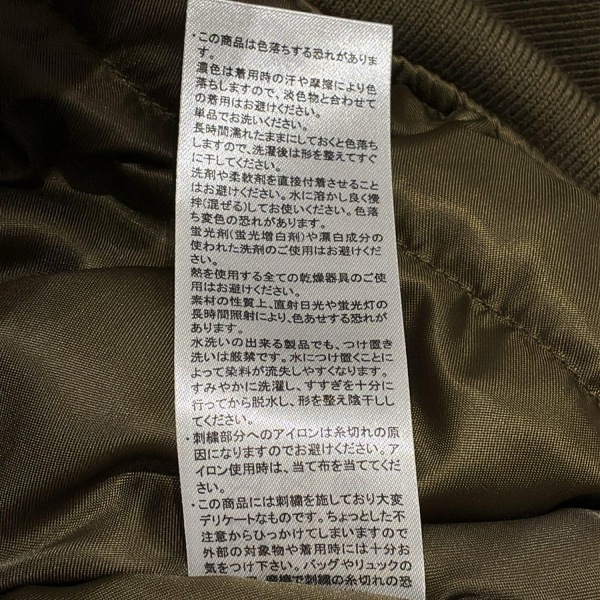 ・この商品は色落ちする恐れがありま
す。
濃色は着用時の汗や摩擦により色
落ちしますので、淡色物と合わせて
の着用はお避けください。
単品でお洗いください。
長時間濡れたままにしておくと色落
ちしますので、洗濯後は形を整えてすぐ
に干してください。
洗剤や柔軟剤を直接付着させること
はお避けください。水に溶かし良く攪
拌(混ぜる)してお使いください。色落
ち変色の恐れがあります。
蛍光剤(蛍光増白剤)や漂白成分の
使われた洗剤のご使用はお避けくだ
さい。
熱を使用する全ての乾燥器具のご使
用はお避けください。
素材の性質上、直射日光や蛍光灯の
長時間照射により、色あせする恐れが
あります。
水洗いの出来る製品でも、つけ置き
洗いは厳禁です。水につけ置くことに
よって染料が流失しやすくなります。
すみやかに洗濯し、すすぎを十分に
行ってから脱水し、形を整え陰干しし
てください。
・刺繍部分へのアイロンは糸切れの原
因になりますのでお避けください。ア
イロン使用時は、当て布を当ててくだ
さい。
・この商品には刺繍を施しており大変
デリケートなものです。ちょっとした不
注意からひっかけてしまいますので
外部の対象物や着用時には十分お
気をつけ下さい。バッグやリュックの
摩擦で刺繍の糸切れの恐